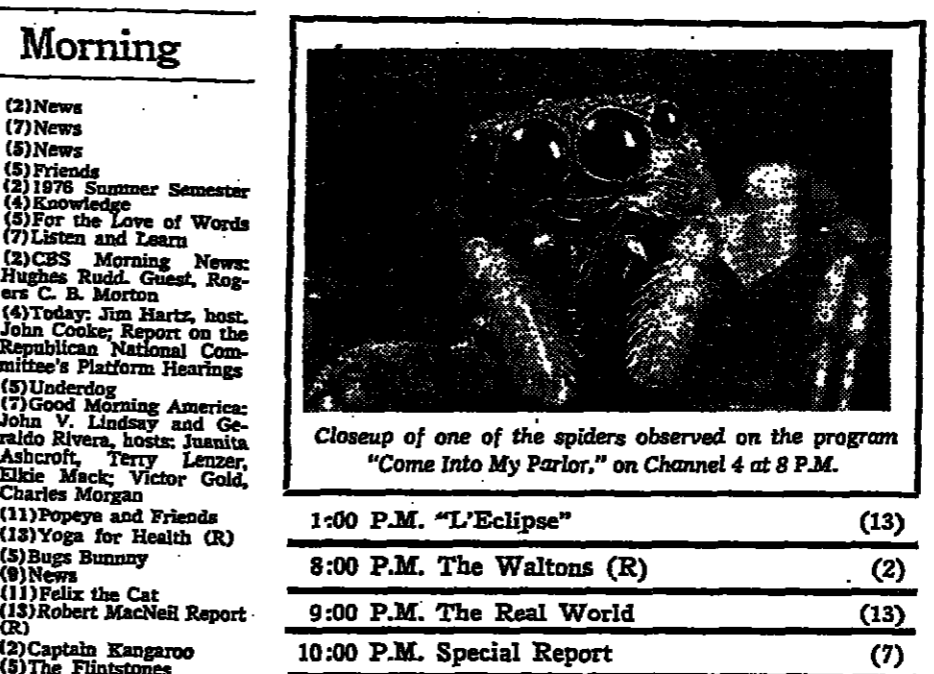 Morning
(2)News
(7)News
(5)News
(5)Friends
(2)1976 Summer Semester
(4)Knowledge
(5)For the Love of Words
(7)Listen and Learn
(2)CBS Morning News:
Hughes Rudd. Guest, Rog-
ers C. B. Morton
(4)Today: Jim Hartz, host.
John Cooke; Report on the
Republican National Com-
mittee's Platform Hearings
(5)Underdog
(7)Good Morning America:
John V. Lindsay and Ge-
raldo Rivera, hosts: Juanita
Ashcroft, Terry Lenzer,
Elkie Mack; Victor Gold,
Charles Morgan
(11)Popeye and Friends
(13)Yoga for Health (R)
(5)Bugs Bunnny
(9)News
(11)Felix the Cat
(13)Robert MacNeil Report
(R)
(2)Captain Kangaroo
(5)The Flintstones
Closeup of one of the spiders observed on the program
"Come Into My Parlor," on Channel 4 at 8 P.M.
1:00 P.M. "L'Eclipse" (13)
8:00 P.M. The Waltons (R) (2)
9:00 P.M. The Real World (13)
10:00 P.M. Special Report (7)